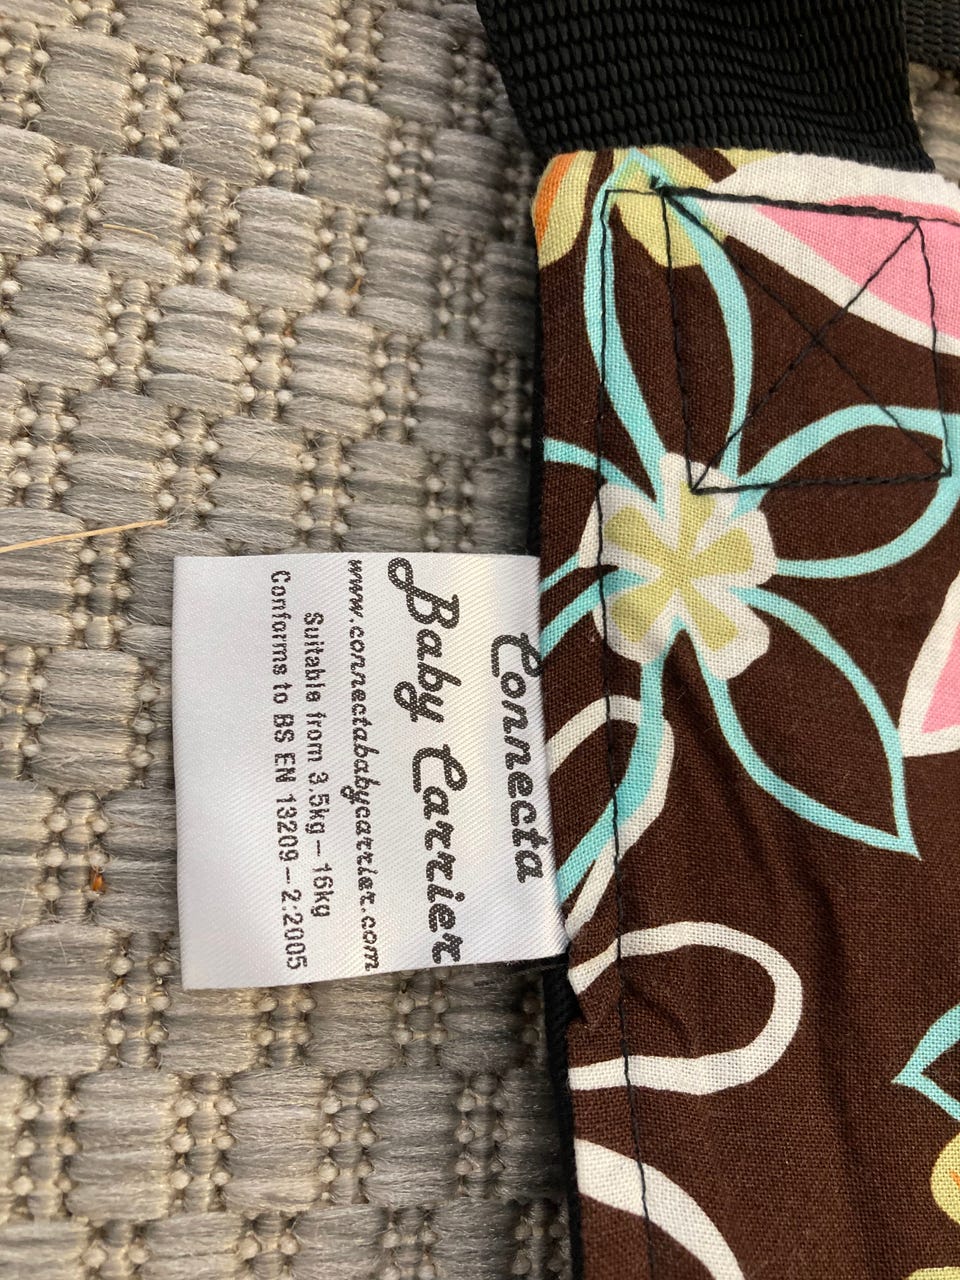 Connecta
Baby Carrier
www.connectababycarrier.com
Suitable from 3.5kg – 16kg
Conforms to BS EN 13209 – 2:2005